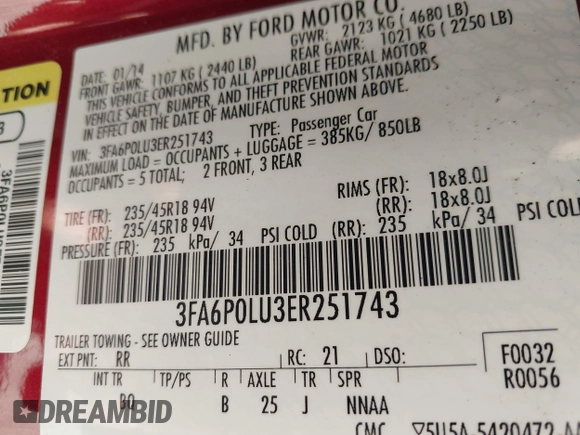 MFD. BY FORD MOTOR CO.
DATE: 01/14 GVWR: 2123 KG ( 4680 LB)
FRONT GAWR: 1107 KG ( 2440 LB) REAR GAWR: 1021 KG ( 2250 LB)
THIS VEHICLE CONFORMS TO ALL APPLICABLE FEDERAL MOTOR
VEHICLE SAFETY, BUMPER, AND THEFT PREVENTION STANDARDS
IN EFFECT ON THE DATE OF MANUFACTURE SHOWN ABOVE.
VIN: 3FA6P0LU3ER251743 TYPE: Passenger Car
MAXIMUM LOAD = OCCUPANTS + LUGGAGE = 385KG/ 850LB
OCCUPANTS = 5 TOTAL; 2 FRONT, 3 REAR
TIRE (FR): 235/45R18 94V RIMS (FR): 18x8.0J
(RR): 235/45R18 94V (RR): 18x8.0J
PRESSURE (FR): 235 kPa/ 34 PSI COLD (RR): 235 kPa/ 34 PSI COLD
3FA6P0LU3ER251743
TRAILER TOWING - SEE OWNER GUIDE
EXT PNT: RR RC: 21 DSO: F0032
R0056
INT TR TP/PS R AXLE TR SPR
BQ B 25 J NNAA
5U5A
TION
DREAMBID